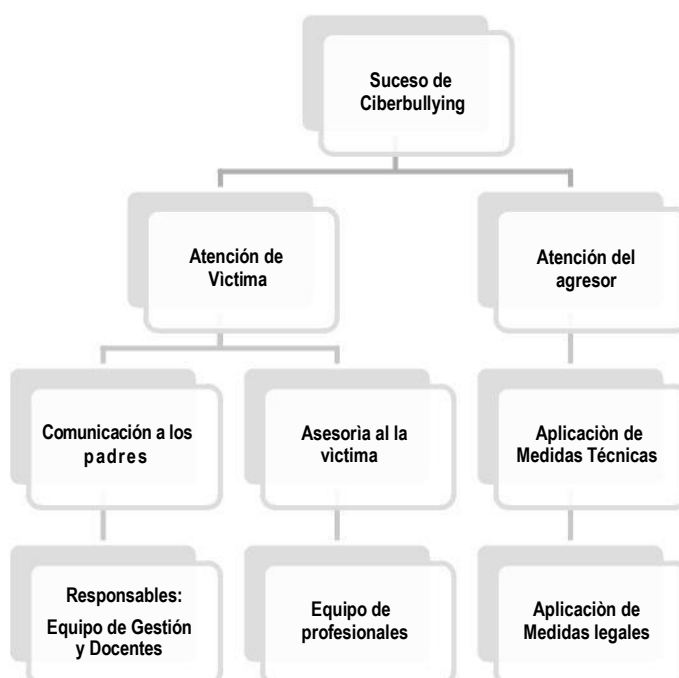 Suceso de
Ciberbullying
Atención de
Vìctima
Atención del
agresor
Comunicación a los
padres
Asesorìa al la
vìctima
Aplicaciòn de
Medidas Técnicas
Responsables:
Equipo de Gestión
y Docentes
Equipo de
profesionales
Aplicaciòn de
Medidas legales